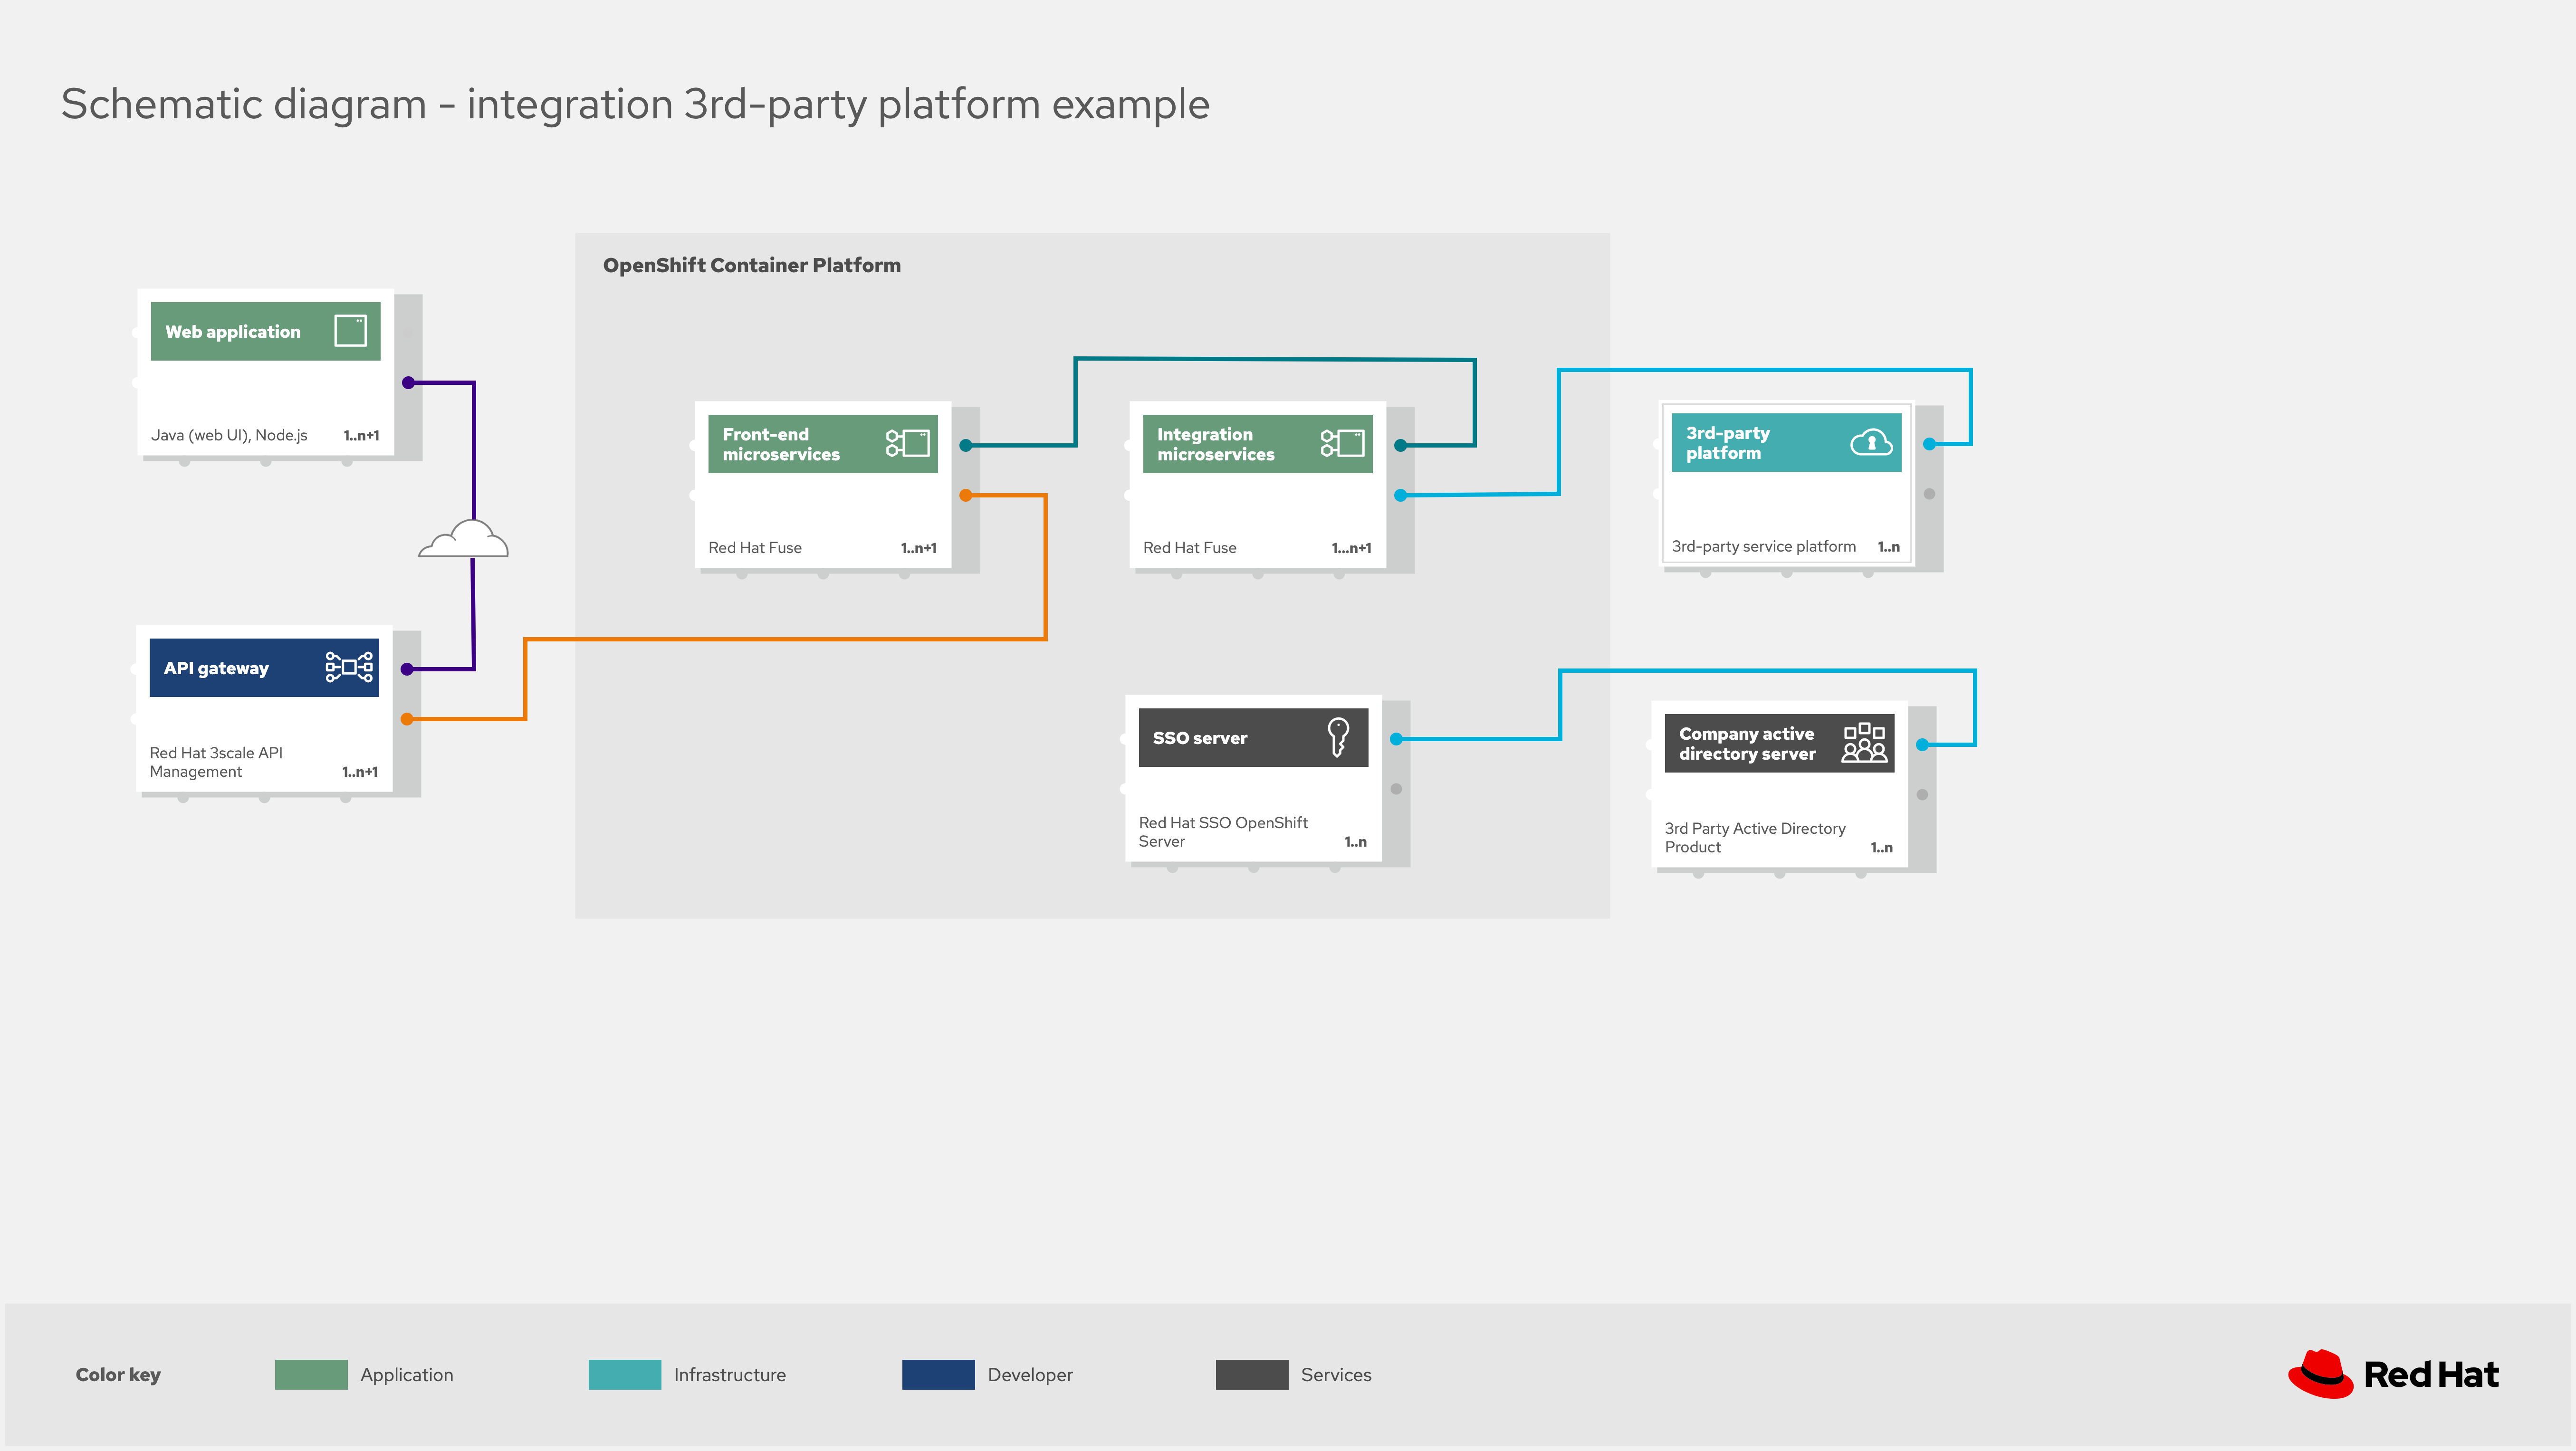 Schematic diagram - integration 3rd-party platform example
OpenShift Container Platform
Web application
Java (web UI), Node.js 1..n+1
API gateway
Red Hat 3scale API
Management 1..n+1
Front-end
microservices
Red Hat Fuse 1..n+1
Integration
microservices
Red Hat Fuse 1...n+1
3rd-party
platform
3rd-party service platform 1..n
SSO server
Red Hat SSO OpenShift
Server 1..n
Company active
directory server
3rd Party Active Directory
Product 1..n
Color key Application Infrastructure Developer Services
Red Hat